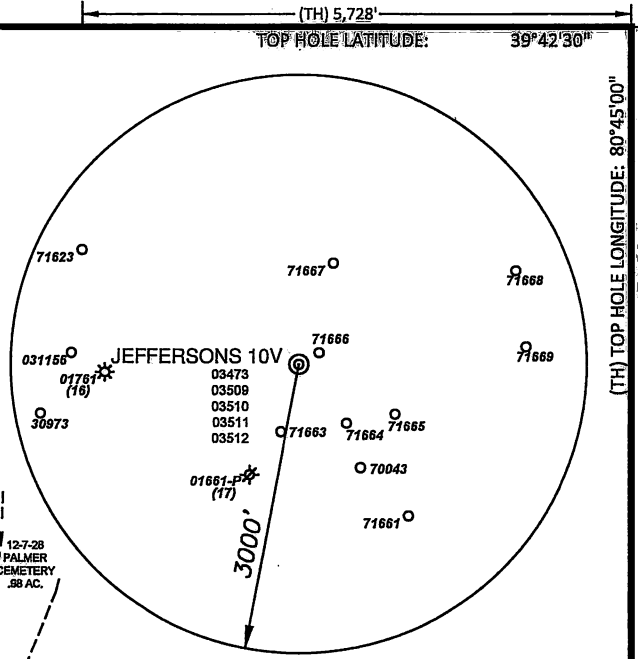 (TH) 5,728'
TOP HOLE LATITUDE: 39°42'30"
(TH) TOP HOLE LONGITUDE: 80°45'00"
71623
71667
71668
71666
71669
031156
JEFFERSONS 10V
01761
(16)
03473
03509
03510
03511
03512
30973
71663
71664
71665
70043
01661-P
(17)
71661
3000'
12-7-28
PALMER
CEMETERY
.98 AC.